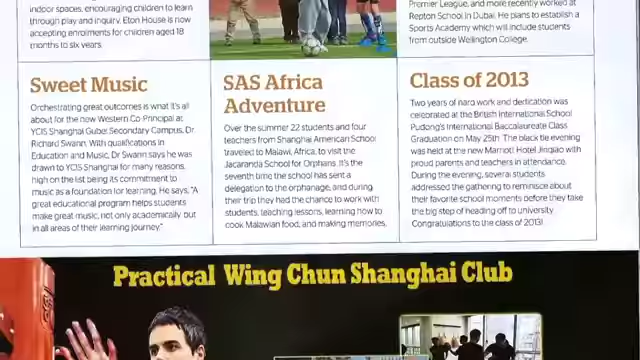 indoor spaces, encouraging children to learn
through play and inquiry. Eton House is now
accepting enrolments for children aged 18
months to six years.
Premier League, and more recently worked at
Repton School in Dubai. He plans to establish a
Sports Academy which will include students
from outside Wellington College.
Sweet Music
Orchestrating great outcomes is what it's all
about for the new Western Co-Principal at
YCIS Shanghai Gubei Secondary Campus, Dr
Richard Swann. With qualifications in
Education and Music, Dr Swann says he was
drawn to YCIS Shanghai for many reasons,
high on the list being its commitment to
music as a foundation for learning. He says, "A
great educational program helps students
make great music, not only academically but
in all areas of their learning journey."
SAS Africa
Adventure
Over the summer 22 students and four
teachers from Shanghai American School
traveled to Malawi, Africa, to visit the
Jacaranda School for Orphans. It's the
seventh time the school has sent a
delegation to the orphanage, and during
their trip they had the chance to work with
students, teaching lessons, learning how to
cook Malawian food, and making memories.
Class of 2013
Two years of hard work and dedication was
celebrated at the British International School
Pudong's International Baccalaureate Class
Graduation on May 25th. The black tie evening
was held at the new Marriott Hotel Jinqiao with
proud parents and teachers in attendance.
During the evening, several students
addressed the gathering to reminisce about
their favorite school moments before they take
the big step of heading off to university.
Congratulations to the class of 2013!
Practical Wing Chun Shanghai Club